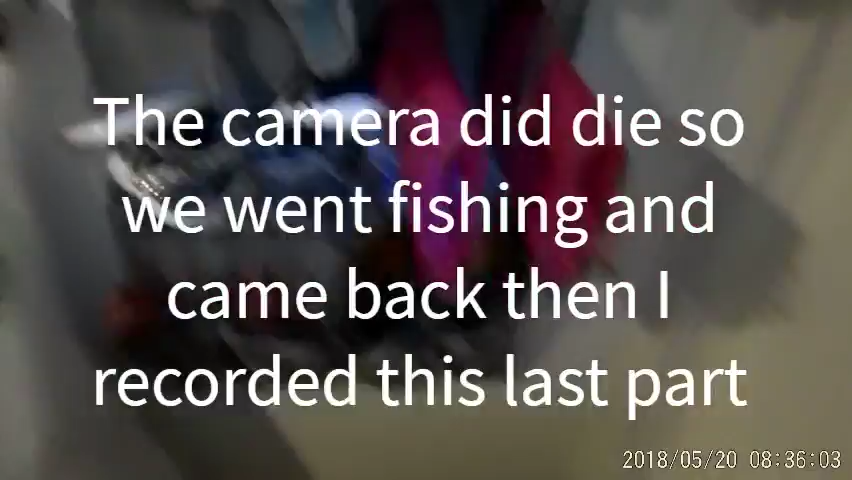 The camera did die so
we went fishing and
came back then I
recorded this last part
2018/05/20 08:36:03